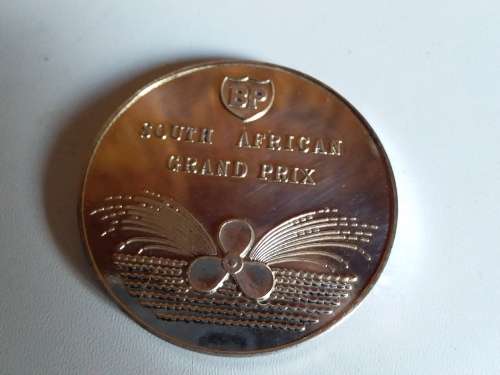 BP
SOUTH AFRICAN
GRAND PRIX